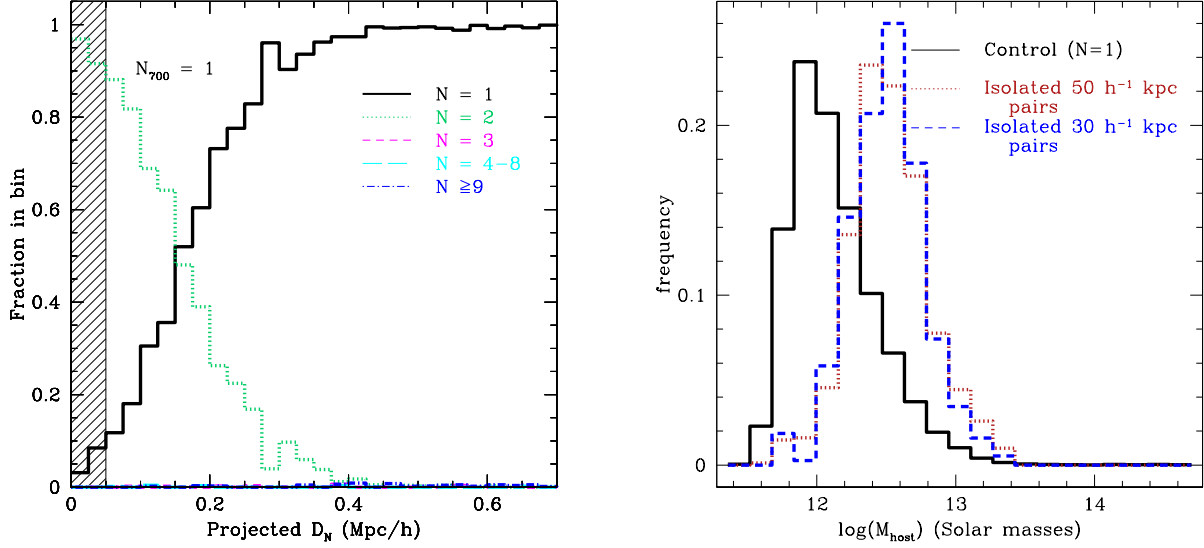 1
0.8
0.6
0.4
0.2
0
Fraction in bin
N₇₀₀ = 1
N = 1
N = 2
N = 3
N = 4−8
N ≧9
0
0.2
0.4
0.6
Projected D_N (Mpc/h)
0.2
0.1
0
frequency
Control (N=1)
Isolated 50 h⁻¹ kpc
pairs
Isolated 30 h⁻¹ kpc
pairs
12
13
14
log(M_host) (Solar masses)